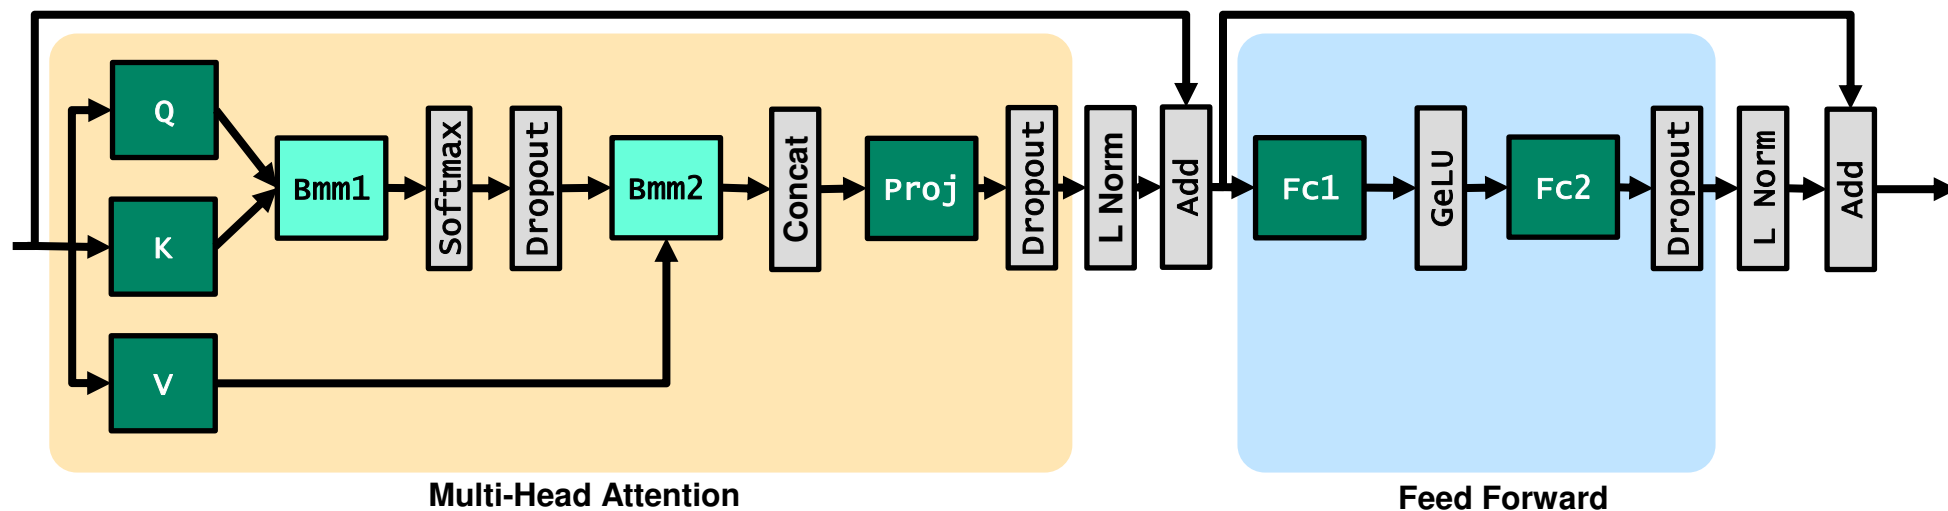 Q
K
V
Bmm1
Softmax
Dropout
Bmm2
Concat
Proj
Dropout
L Norm
Add
Fc1
GeLU
Fc2
Dropout
L Norm
Add
Multi-Head Attention
Feed Forward